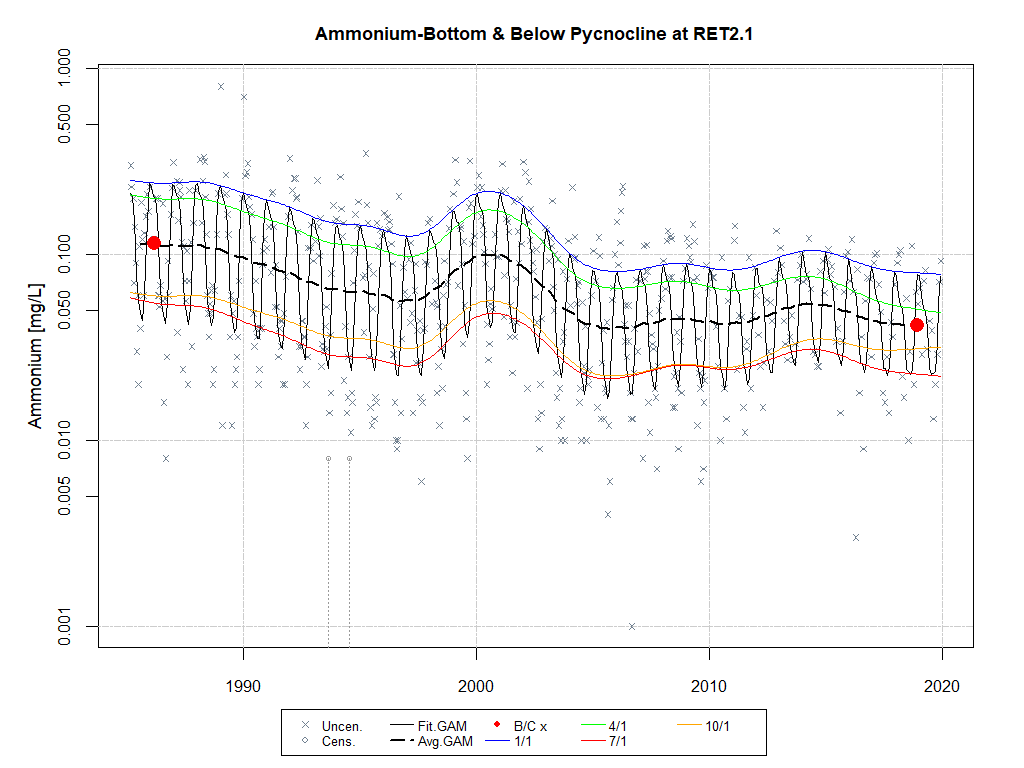 Ammonium-Bottom & Below Pycnocline at RET2.1
Ammonium [mg/L]
1.000
0.500
0.100
0.050
0.010
0.005
0.001
1990 2000 2010 2020
Uncen. Fit.GAM B/C x 4/1 10/1
Cens. Avg.GAM 1/1 7/1